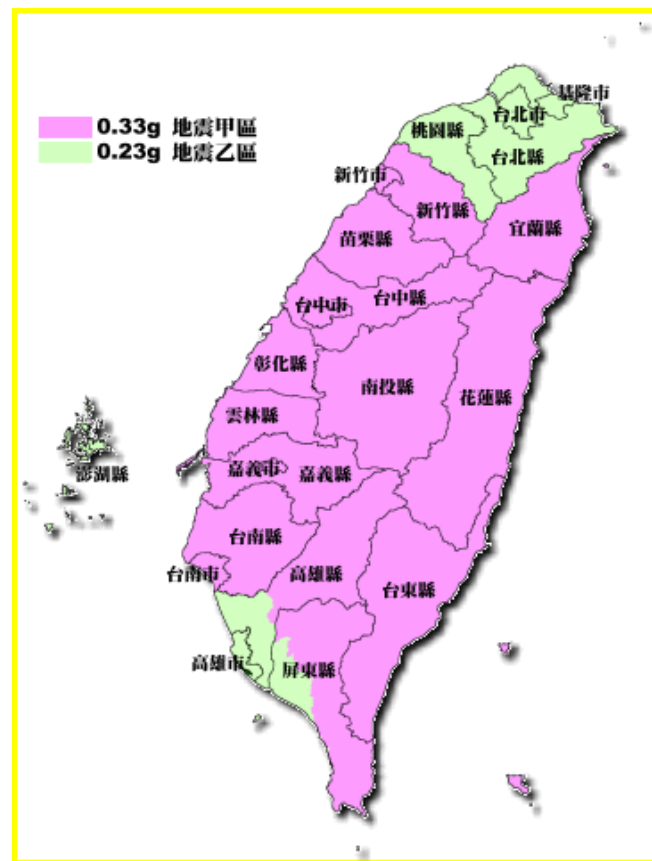 0.33g 地震甲區
0.23g 地震乙區
基隆市
台北市
桃園縣
台北縣
新竹市
新竹縣
宜蘭縣
苗栗縣
台中縣
台中市
彰化縣
南投縣
花蓮縣
雲林縣
澎湖縣
嘉義市
嘉義縣
台南縣
台南市
高雄縣
台東縣
高雄市
屏東縣